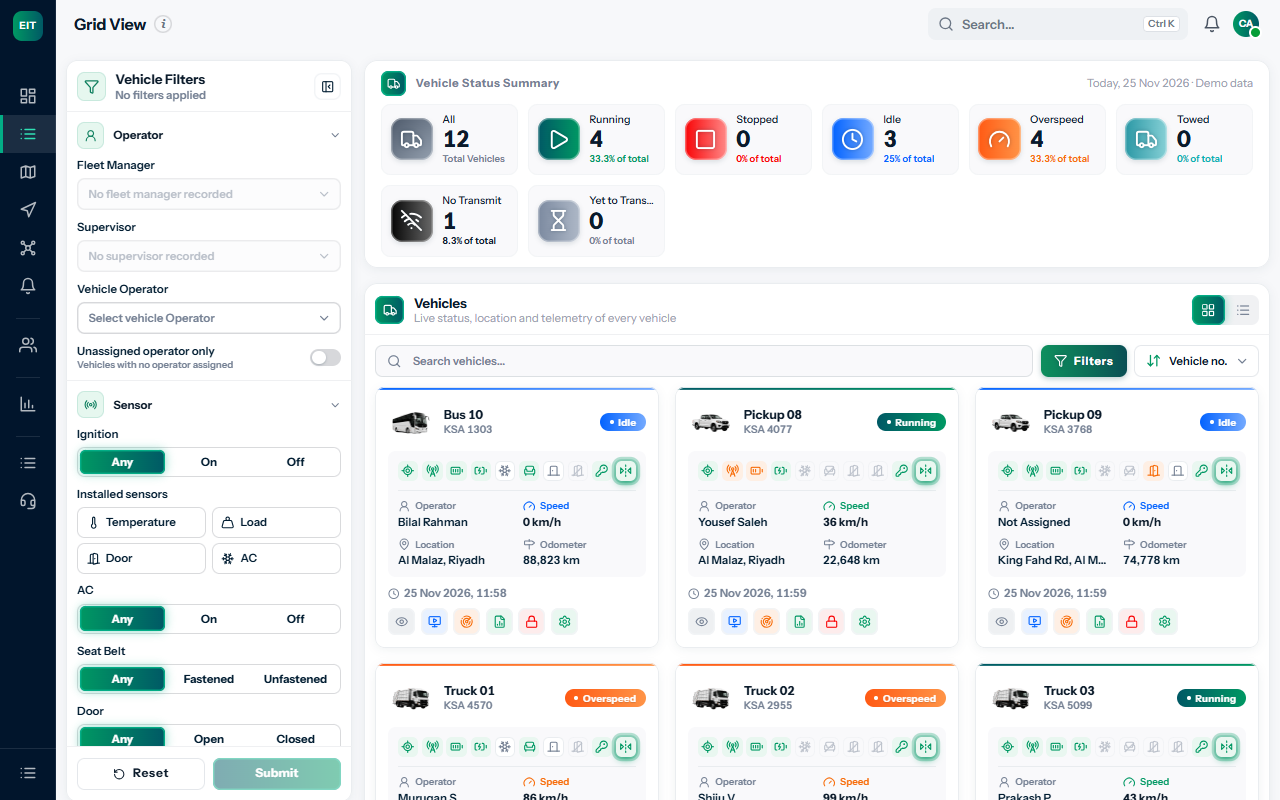 EIT
Grid View
Search...
Ctrl K
CA
Vehicle Filters
No filters applied
Operator
Fleet Manager
No fleet manager recorded
Supervisor
No supervisor recorded
Vehicle Operator
Select vehicle Operator
Unassigned operator only
Vehicles with no operator assigned
Sensor
Ignition
Any On Off
Installed sensors
Temperature Load
Door AC
AC
Any On Off
Seat Belt
Any Fastened Unfastened
Door
Any Open Closed
Reset Submit
Vehicle Status Summary
Today, 25 Nov 2026 · Demo data
All
12
Total Vehicles
Running
4
33.3% of total
Stopped
0
0% of total
Idle
3
25% of total
Overspeed
4
33.3% of total
Towed
0
0% of total
No Transmit
1
8.3% of total
Yet to Trans...
0
0% of total
Vehicles
Live status, location and telemetry of every vehicle
Search vehicles...
Filters
Vehicle no.
Bus 10
KSA 1303
Idle
Operator Speed
Bilal Rahman 0 km/h
Location Odometer
Al Malaz, Riyadh 88,823 km
25 Nov 2026, 11:58
Pickup 08
KSA 4077
Running
Operator Speed
Yousef Saleh 36 km/h
Location Odometer
Al Malaz, Riyadh 22,648 km
25 Nov 2026, 11:59
Pickup 09
KSA 3768
Idle
Operator Speed
Not Assigned 0 km/h
Location Odometer
King Fahd Rd, Al M... 74,778 km
25 Nov 2026, 11:59
Truck 01
KSA 4570
Overspeed
Operator Speed
Murugan S 86 km/h
Truck 02
KSA 2955
Overspeed
Operator Speed
Shiju V 99 km/h
Truck 03
KSA 5099
Running
Operator Speed
Prakash P 43 km/h